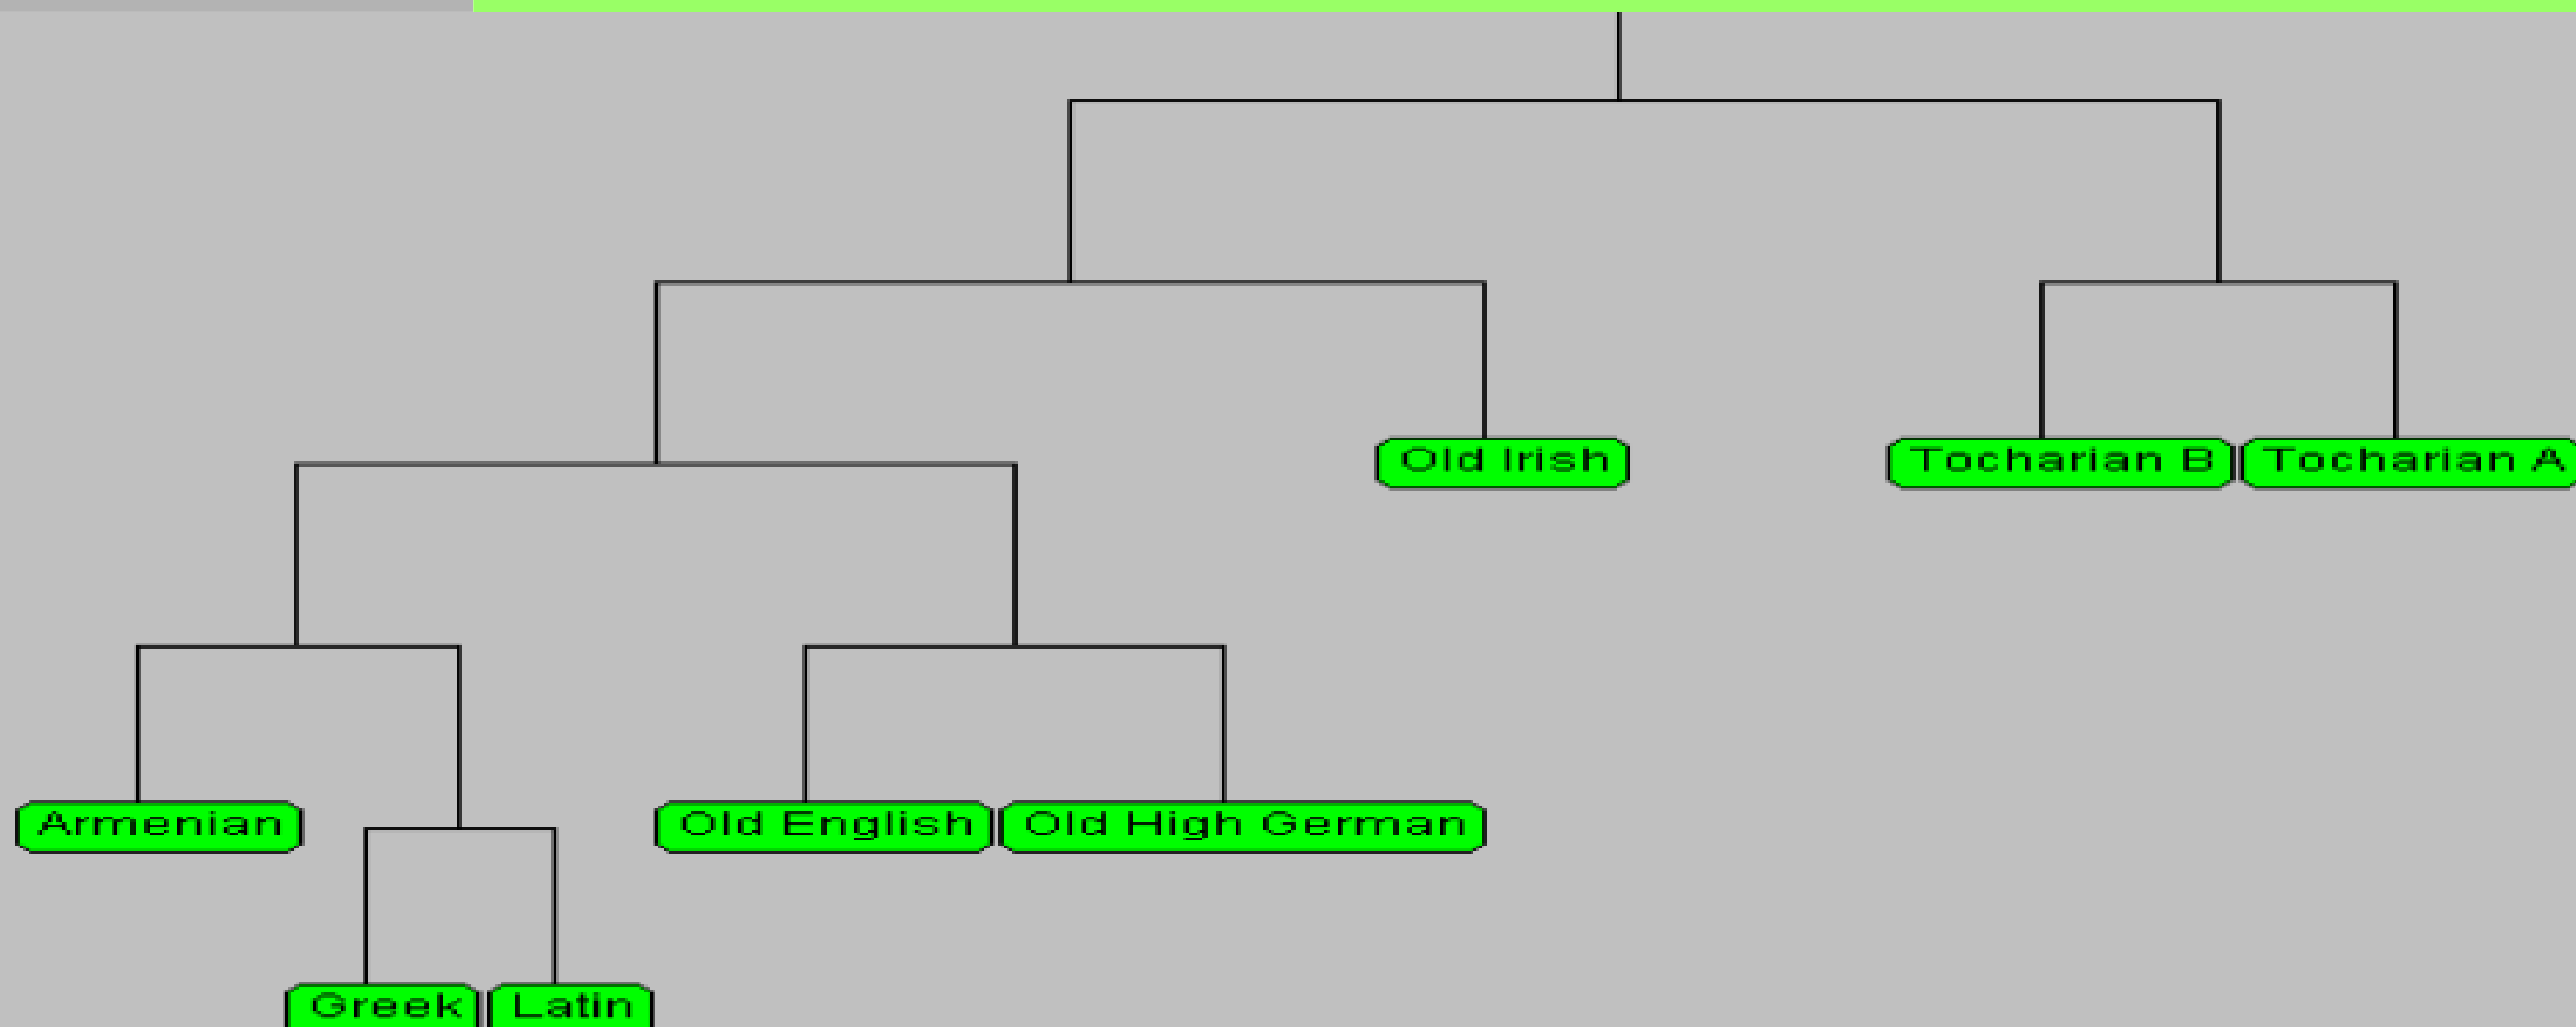 Old Irish
Tocharian B
Tocharian A
Armenian
Old English
Old High German
Greek
Latin